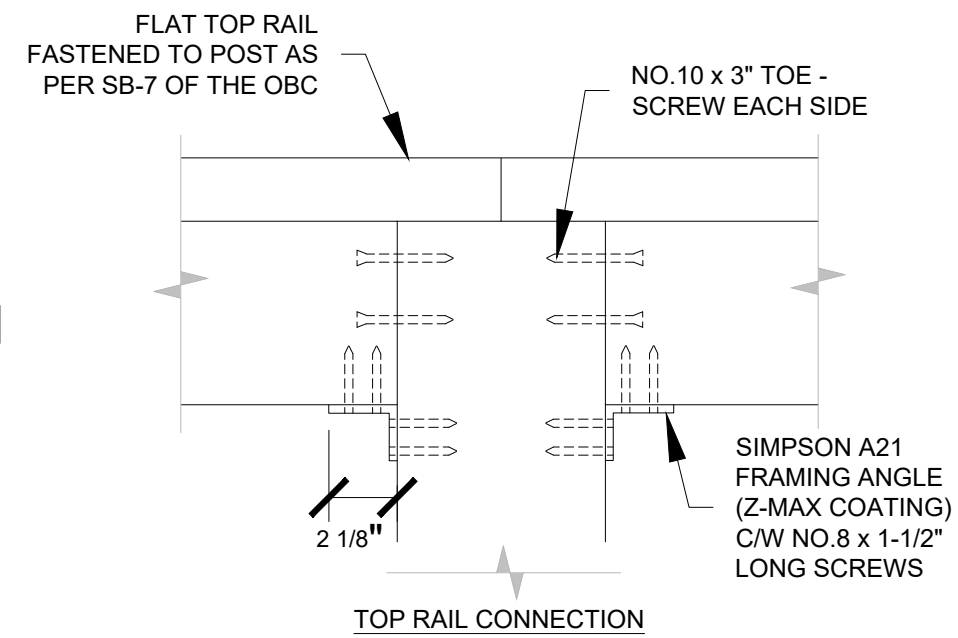 FLAT TOP RAIL
FASTENED TO POST AS
PER SB-7 OF THE OBC
NO.10 x 3" TOE -
SCREW EACH SIDE
2 1/8"
SIMPSON A21
FRAMING ANGLE
(Z-MAX COATING)
C/W NO.8 x 1-1/2"
LONG SCREWS
TOP RAIL CONNECTION